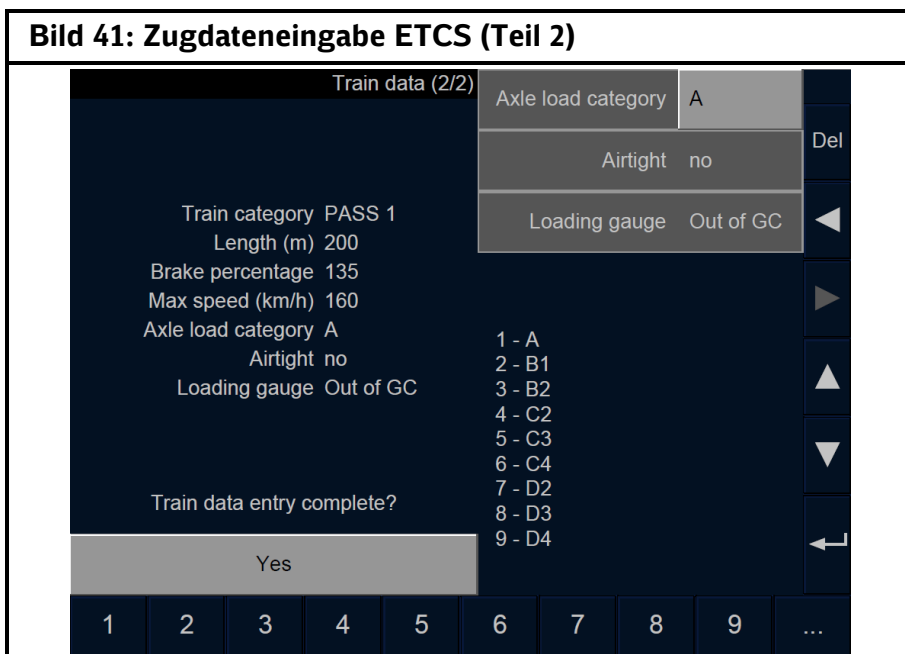 Bild 41: Zugdateneingabe ETCS (Teil 2)
Train data (2/2)
Axle load category A
Airtight no
Loading gauge Out of GC
Del
Train category PASS 1
Length (m) 200
Brake percentage 135
Max speed (km/h) 160
Axle load category A
Airtight no
Loading gauge Out of GC
1 - A
2 - B1
3 - B2
4 - C2
5 - C3
6 - C4
7 - D2
8 - D3
9 - D4
Train data entry complete?
Yes
1 2 3 4 5 6 7 8 9 ...